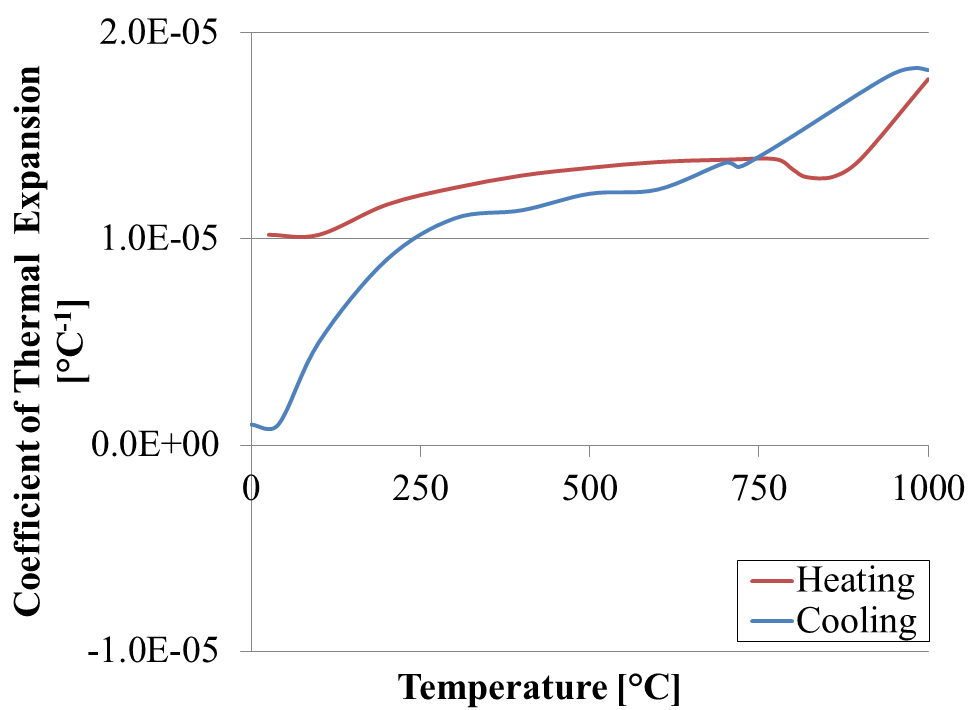 Coefficient of Thermal Expansion
[°C-1]
2.0E-05
1.0E-05
0.0E+00
-1.0E-05
0 250 500 750 1000
Heating
Cooling
Temperature [°C]